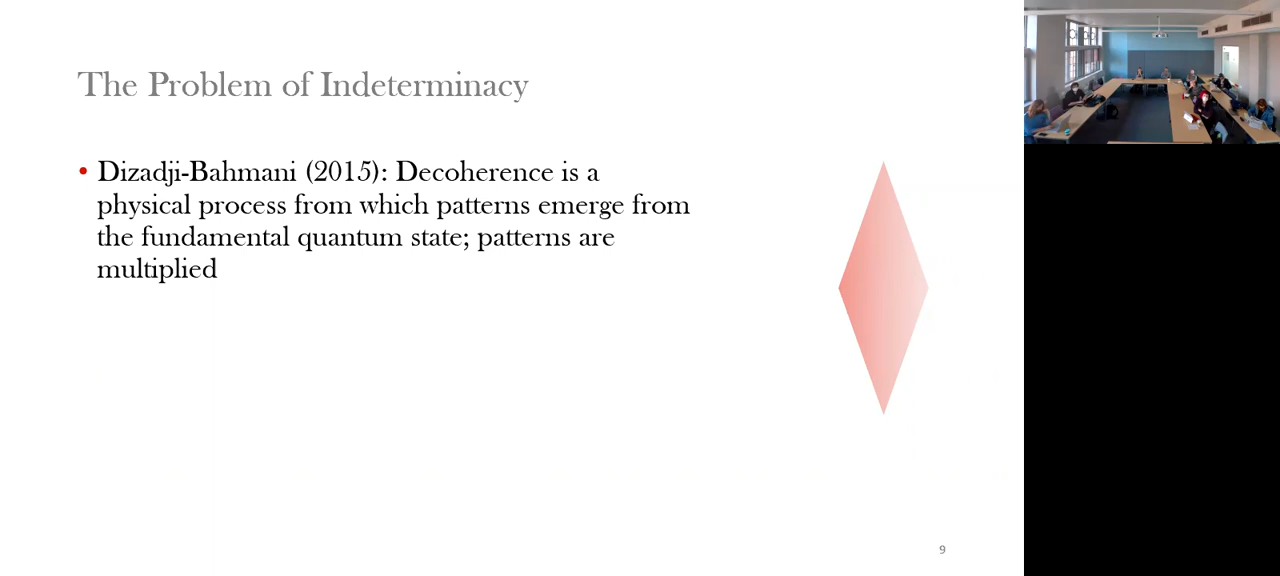 The Problem of Indeterminacy
• Dizadji-Bahmani (2015): Decoherence is a
physical process from which patterns emerge from
the fundamental quantum state; patterns are
multiplied
9